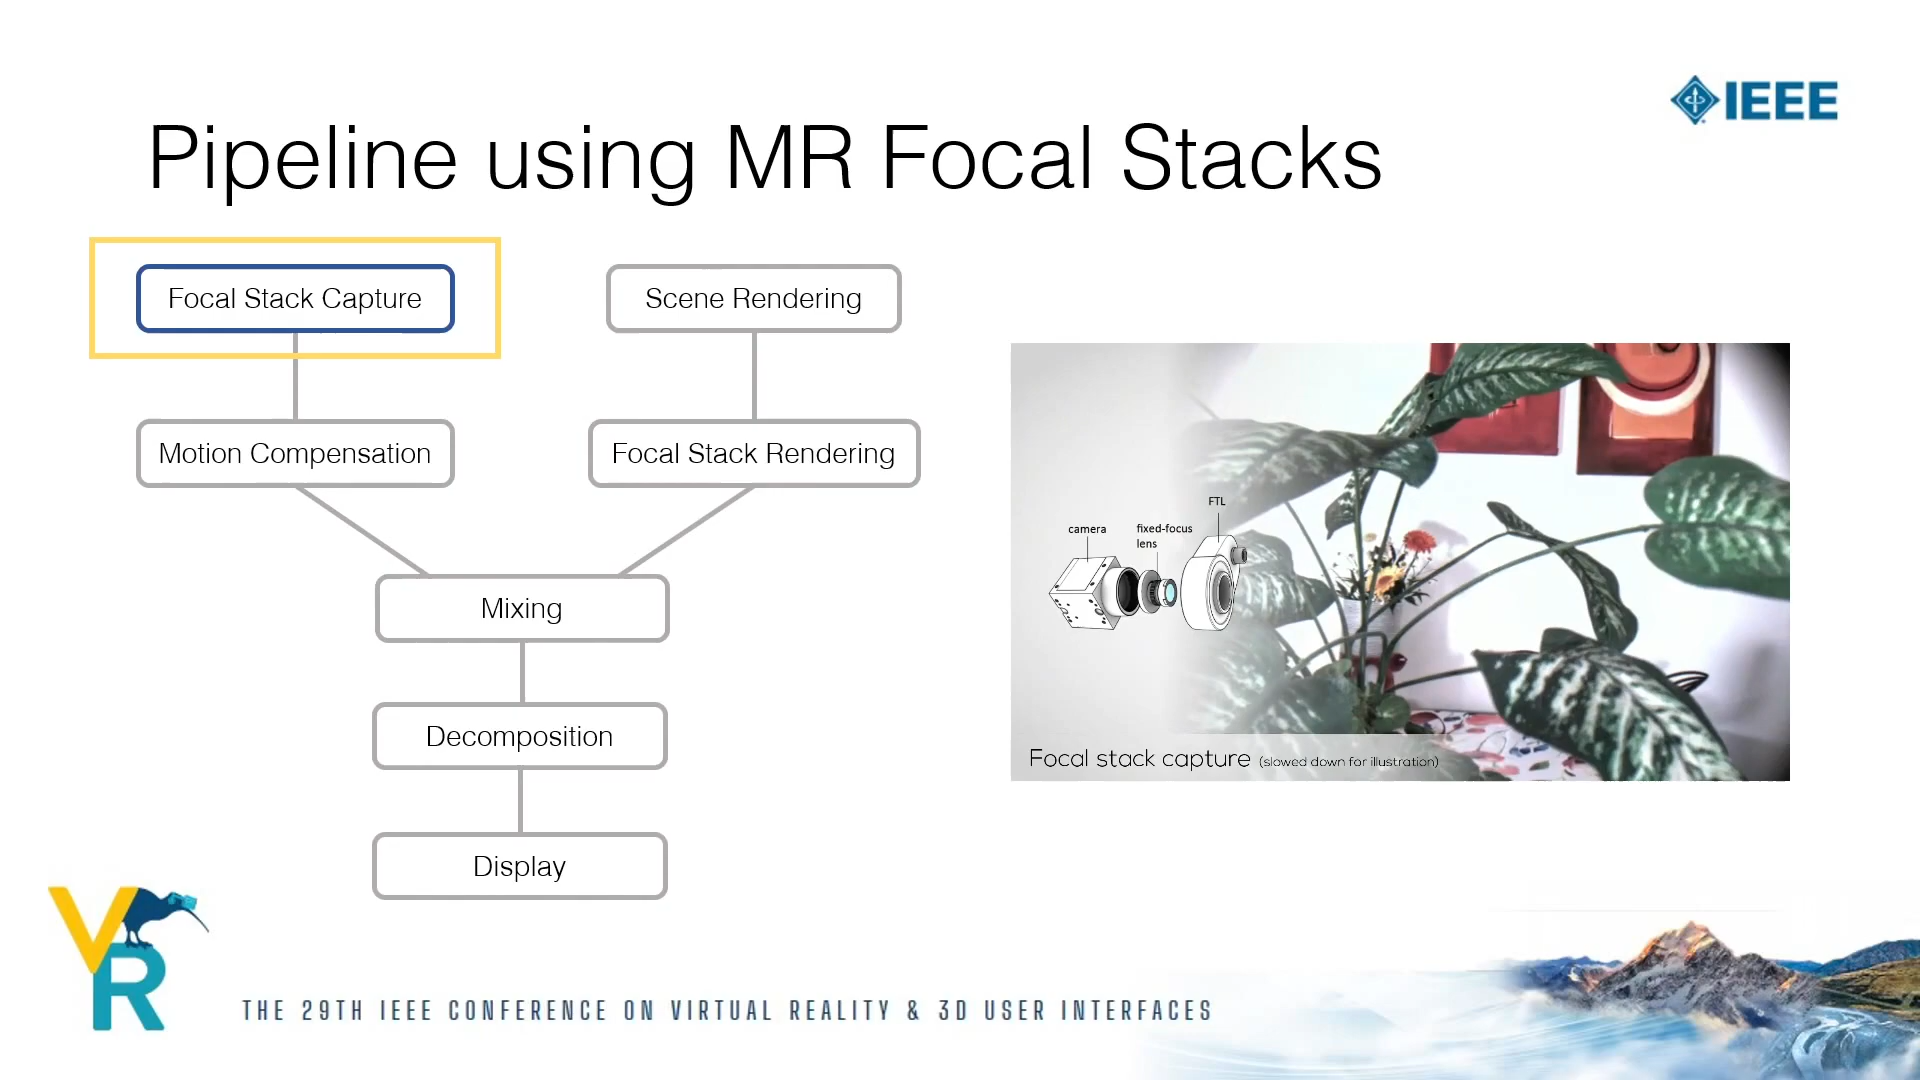 IEEE
Pipeline using MR Focal Stacks
Focal Stack Capture
Scene Rendering
Motion Compensation
Focal Stack Rendering
Mixing
Decomposition
Display
FTL
camera
fixed-focus
lens
Focal stack capture (slowed down for illustration)
VR
THE 29TH IEEE CONFERENCE ON VIRTUAL REALITY & 3D USER INTERFACES